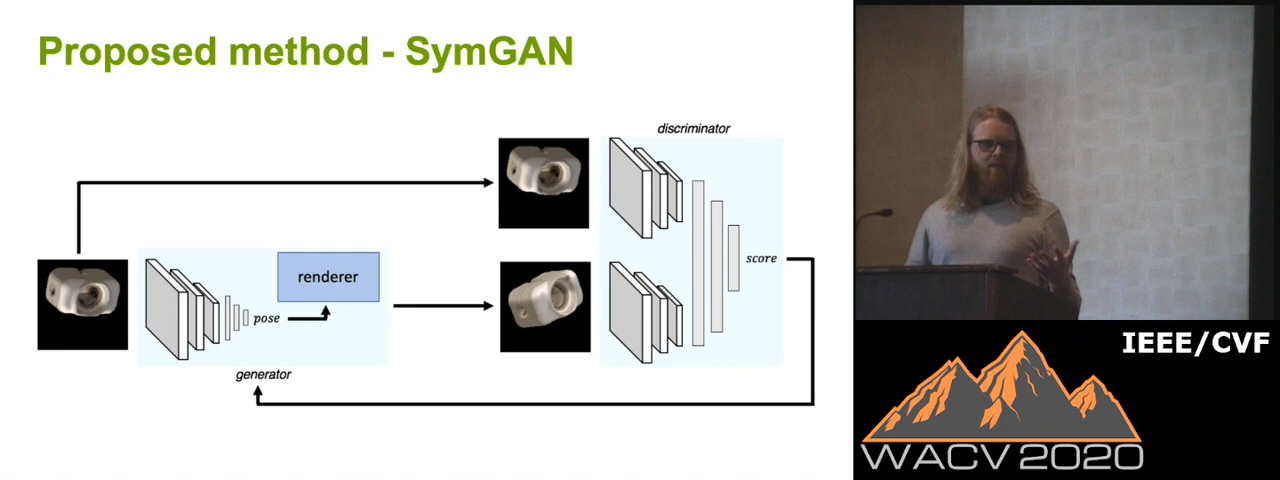 Proposed method - SymGAN
discriminator
renderer
pose
score
generator
IEEE/CVF
WACV 2020